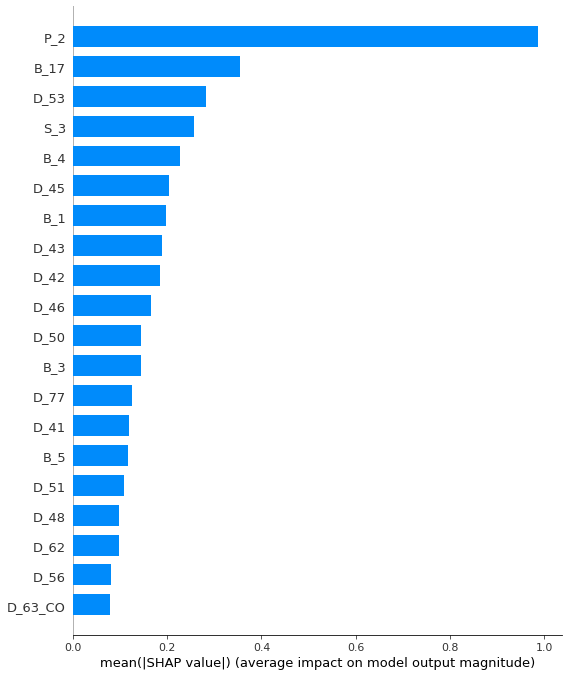 P_2
B_17
D_53
S_3
B_4
D_45
B_1
D_43
D_42
D_46
D_50
B_3
D_77
D_41
B_5
D_51
D_48
D_62
D_56
D_63_CO
0.0 0.2 0.4 0.6 0.8 1.0
mean(|SHAP value|) (average impact on model output magnitude)